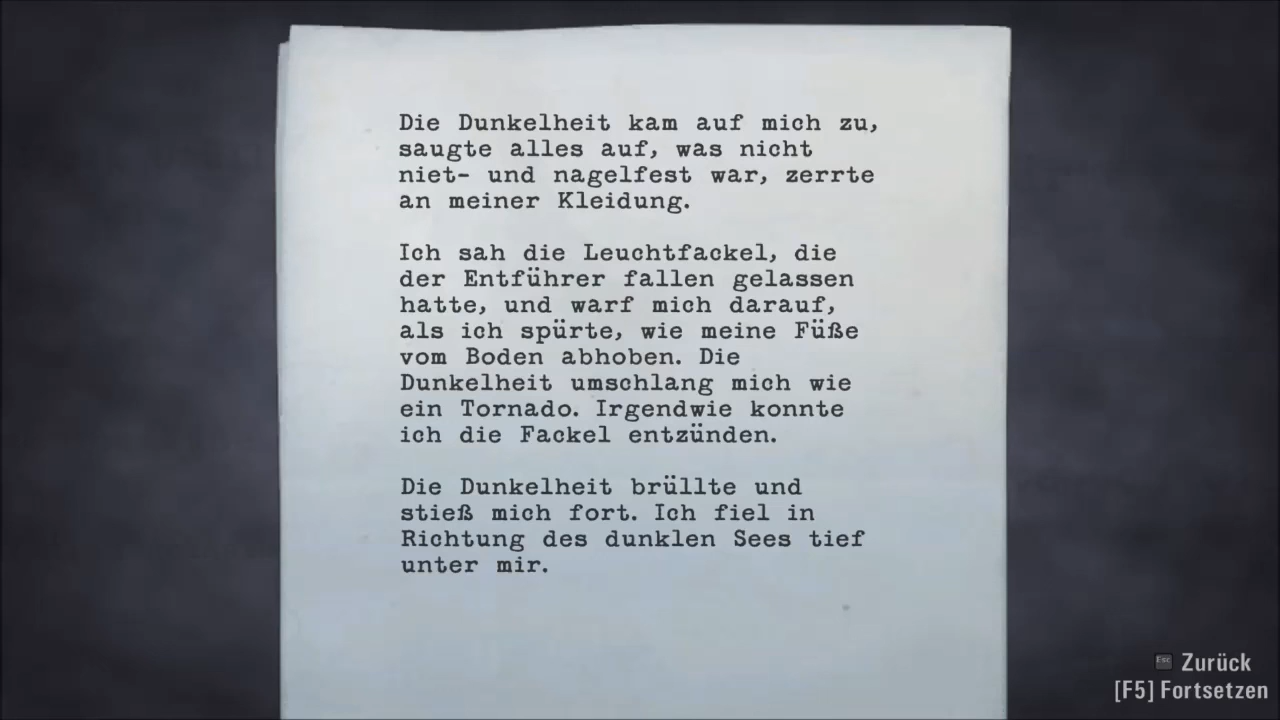 Die Dunkelheit kam auf mich zu,
saugte alles auf, was nicht
niet- und nagelfest war, zerrte
an meiner Kleidung.
Ich sah die Leuchtfackel, die
der Entführer fallen gelassen
hatte, und warf mich darauf,
als ich spürte, wie meine Füße
vom Boden abhoben. Die
Dunkelheit umschlang mich wie
ein Tornado. Irgendwie konnte
ich die Fackel entzünden.
Die Dunkelheit brüllte und
stieß mich fort. Ich fiel in
Richtung des dunklen Sees tief
unter mir.
Esc Zurück
[F5] Fortsetzen